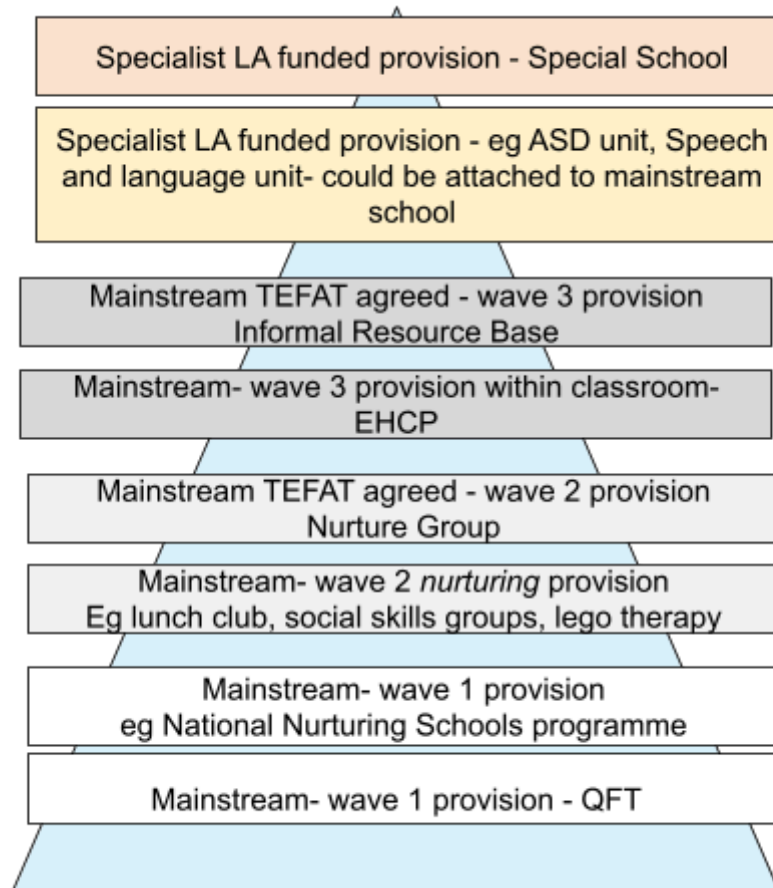 Specialist LA funded provision - Special School
Specialist LA funded provision - eg ASD unit, Speech
and language unit- could be attached to mainstream
school
Mainstream TEFAT agreed - wave 3 provision
Informal Resource Base
Mainstream- wave 3 provision within classroom-
EHCP
Mainstream TEFAT agreed - wave 2 provision
Nurture Group
Mainstream- wave 2 nurturing provision
Eg lunch club, social skills groups, lego therapy
Mainstream- wave 1 provision
eg National Nurturing Schools programme
Mainstream- wave 1 provision - QFT